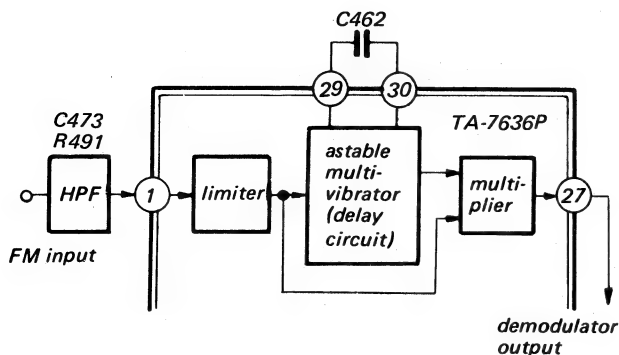 C462
29
30
C473
R491
TA-7636P
HPF
1
limiter
astable
multi-
vibrator
(delay
circuit)
multi-
plier
27
FM input
demodulator
output